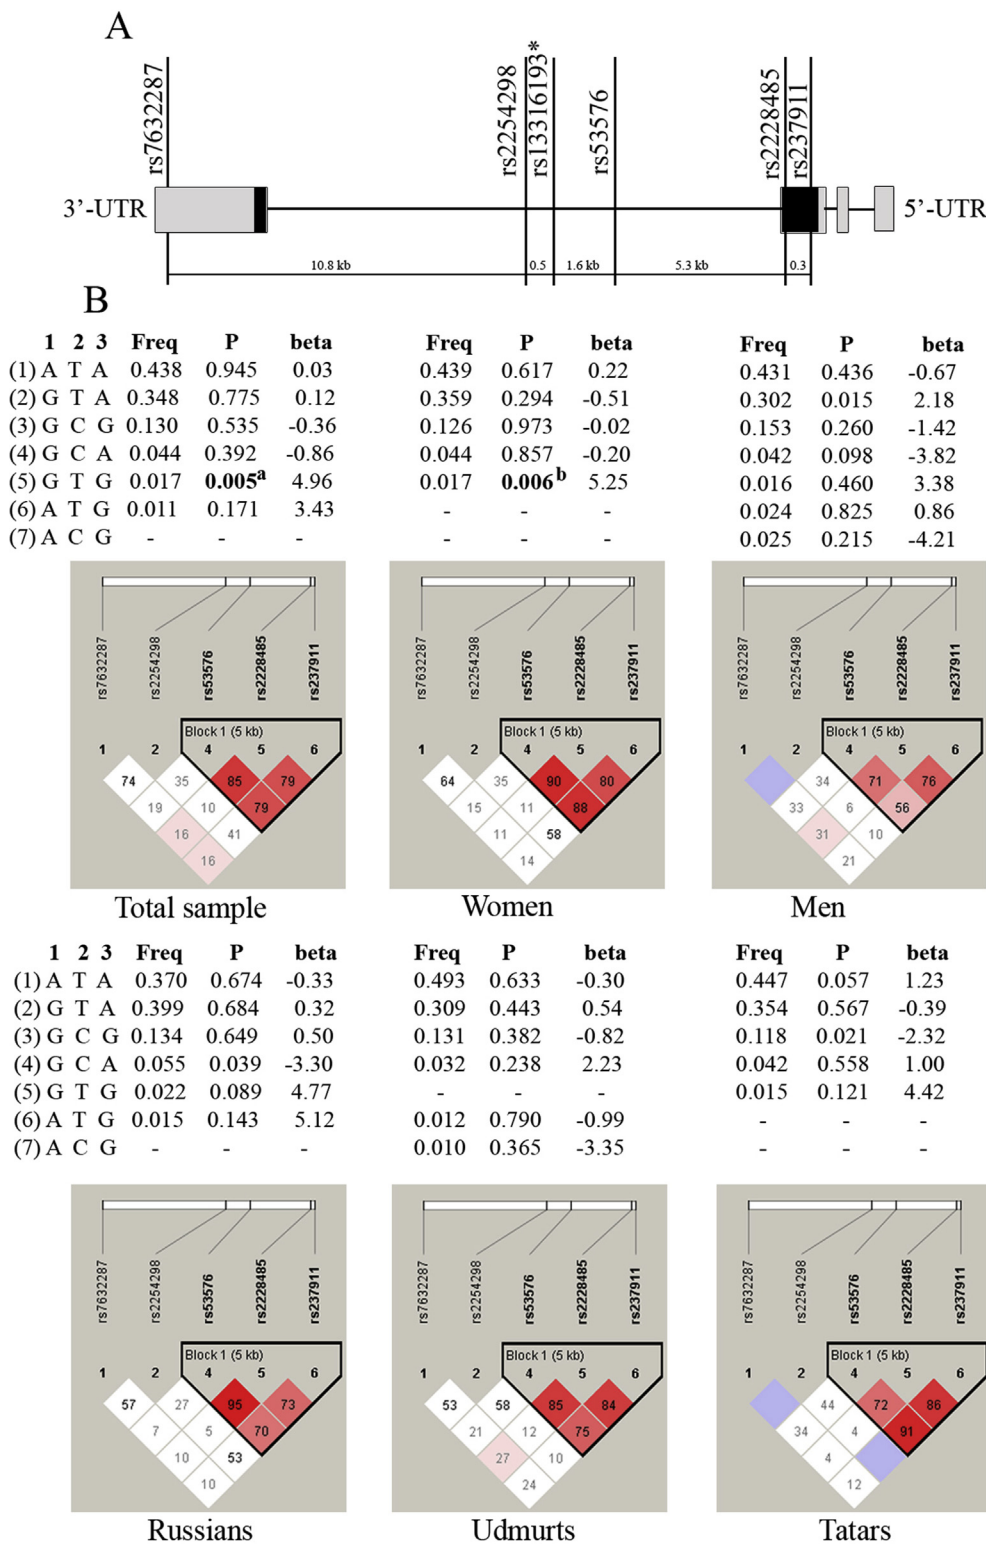 A
rs7632287
rs2254298
rs13316193*
rs53576
rs2228485
rs237911
3'-UTR
5'-UTR
10.8 kb
0.5
1.6 kb
5.3 kb
0.3
B
1 2 3 Freq P beta
(1) A T A 0.438 0.945 0.03
(2) G T A 0.348 0.775 0.12
(3) G C G 0.130 0.535 -0.36
(4) G C A 0.044 0.392 -0.86
(5) G T G 0.017 0.005a 4.96
(6) A T G 0.011 0.171 3.43
(7) A C G - - -
Freq P beta
0.439 0.617 0.22
0.359 0.294 -0.51
0.126 0.973 -0.02
0.044 0.857 -0.20
0.017 0.006 b 5.25
- - -
- - -
Freq P beta
0.431 0.436 -0.67
0.302 0.015 2.18
0.153 0.260 -1.42
0.042 0.098 -3.82
0.016 0.460 3.38
0.024 0.825 0.86
0.025 0.215 -4.21
rs7632287
rs2254298
rs53576
rs2228485
rs237911
Block 1 (5 kb)
1 2 4 5 6
74 35 85 79
19 10 79
16 41
16
Total sample
rs7632287
rs2254298
rs53576
rs2228485
rs237911
Block 1 (5 kb)
1 2 4 5 6
64 35 90 80
15 11 88
11 58
14
Women
rs7632287
rs2254298
rs53576
rs2228485
rs237911
Block 1 (5 kb)
1 2 4 5 6
34 71 76
33 6 56
31 10
21
Men
1 2 3 Freq P beta
(1) A T A 0.370 0.674 -0.33
(2) G T A 0.399 0.684 0.32
(3) G C G 0.134 0.649 0.50
(4) G C A 0.055 0.039 -3.30
(5) G T G 0.022 0.089 4.77
(6) A T G 0.015 0.143 5.12
(7) A C G - - -
Freq P beta
0.493 0.633 -0.30
0.309 0.443 0.54
0.131 0.382 -0.82
0.032 0.238 2.23
- - -
0.012 0.790 -0.99
0.010 0.365 -3.35
Freq P beta
0.447 0.057 1.23
0.354 0.567 -0.39
0.118 0.021 -2.32
0.042 0.558 1.00
0.015 0.121 4.42
- - -
- - -
rs7632287
rs2254298
rs53576
rs2228485
rs237911
Block 1 (5 kb)
1 2 4 5 6
57 27 95 73
7 5 70
10 53
10
Russians
rs7632287
rs2254298
rs53576
rs2228485
rs237911
Block 1 (5 kb)
1 2 4 5 6
53 58 85 84
21 12 75
27 10
24
Udmurts
rs7632287
rs2254298
rs53576
rs2228485
rs237911
Block 1 (5 kb)
1 2 4 5 6
44 72 86
34 4 91
4
12
Tatars